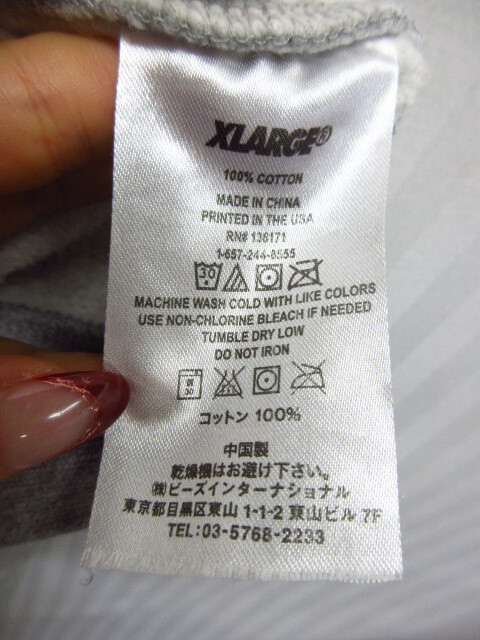 XLARGE®
100% COTTON
MADE IN CHINA
PRINTED IN THE USA
RN# 136171
1-657-244-0555
30
MACHINE WASH COLD WITH LIKE COLORS
USE NON-CHLORINE BLEACH IF NEEDED
TUMBLE DRY LOW
DO NOT IRON
30
コットン 100%
中国製
乾燥機はお避け下さい。
㈱ビーズインターナショナル
東京都目黒区東山 1-1-2 東山ビル 7F
TEL: 03-5768-2233